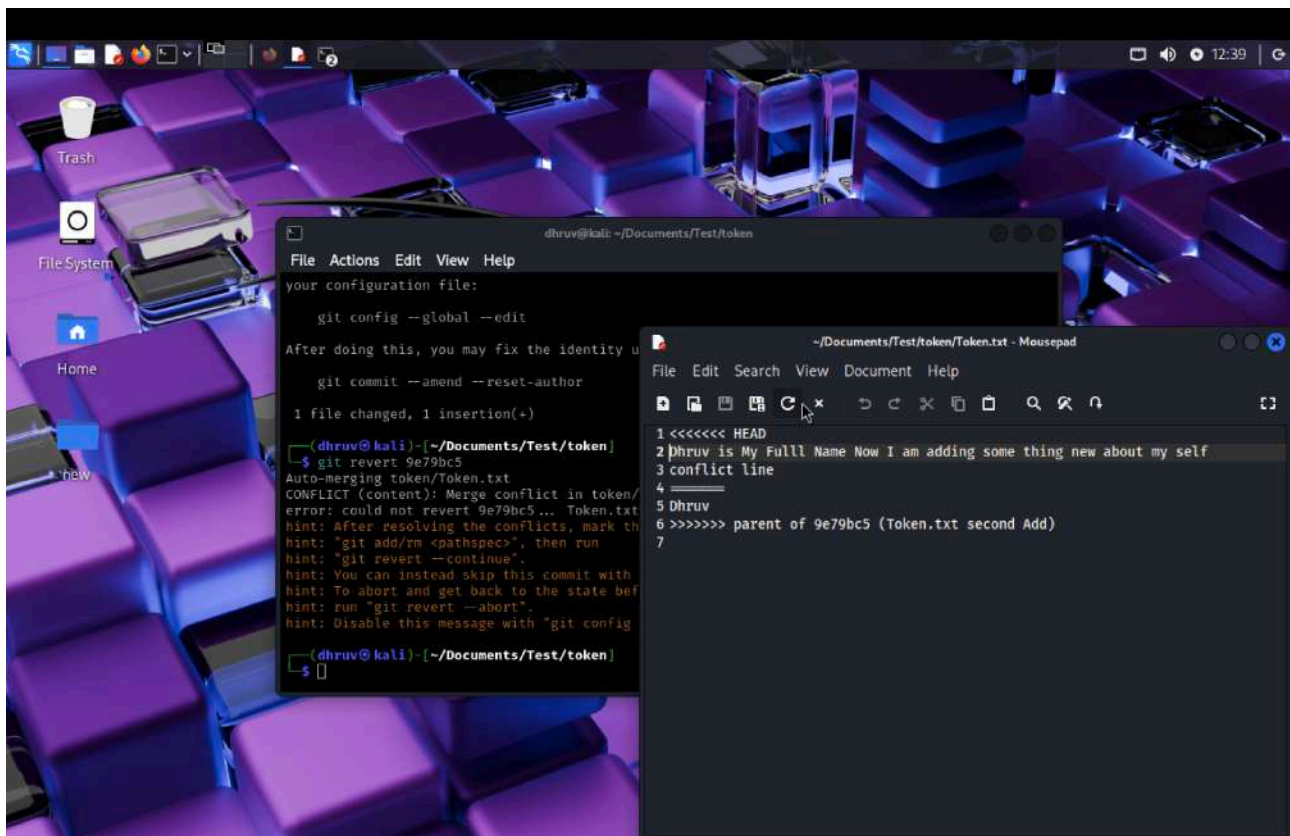 12:39
Trash
File System
Home
new
dhruv@kali: ~/Documents/Test/token
File Actions Edit View Help
your configuration file:
git config --global --edit
After doing this, you may fix the identity u
git commit --amend --reset-author
1 file changed, 1 insertion(+)
(dhruv㉿kali)-[~/Documents/Test/token]
$ git revert 9e79bc5
Auto-merging token/Token.txt
CONFLICT (content): Merge conflict in token/
error: could not revert 9e79bc5... Token.txt
hint: After resolving the conflicts, mark th
hint: "git add/rm <pathspec>", then run
hint: "git revert --continue".
hint: You can instead skip this commit with
hint: To abort and get back to the state bef
hint: run "git revert --abort".
hint: Disable this message with "git config
(dhruv㉿kali)-[~/Documents/Test/token]
$
~/Documents/Test/token/Token.txt - Mousepad
File Edit Search View Document Help
1 <<<<<<< HEAD
2 Dhruv is My Fulll Name Now I am adding some thing new about my self
3 conflict line
4 =======
5 Dhruv
6 >>>>>>> parent of 9e79bc5 (Token.txt second Add)
7